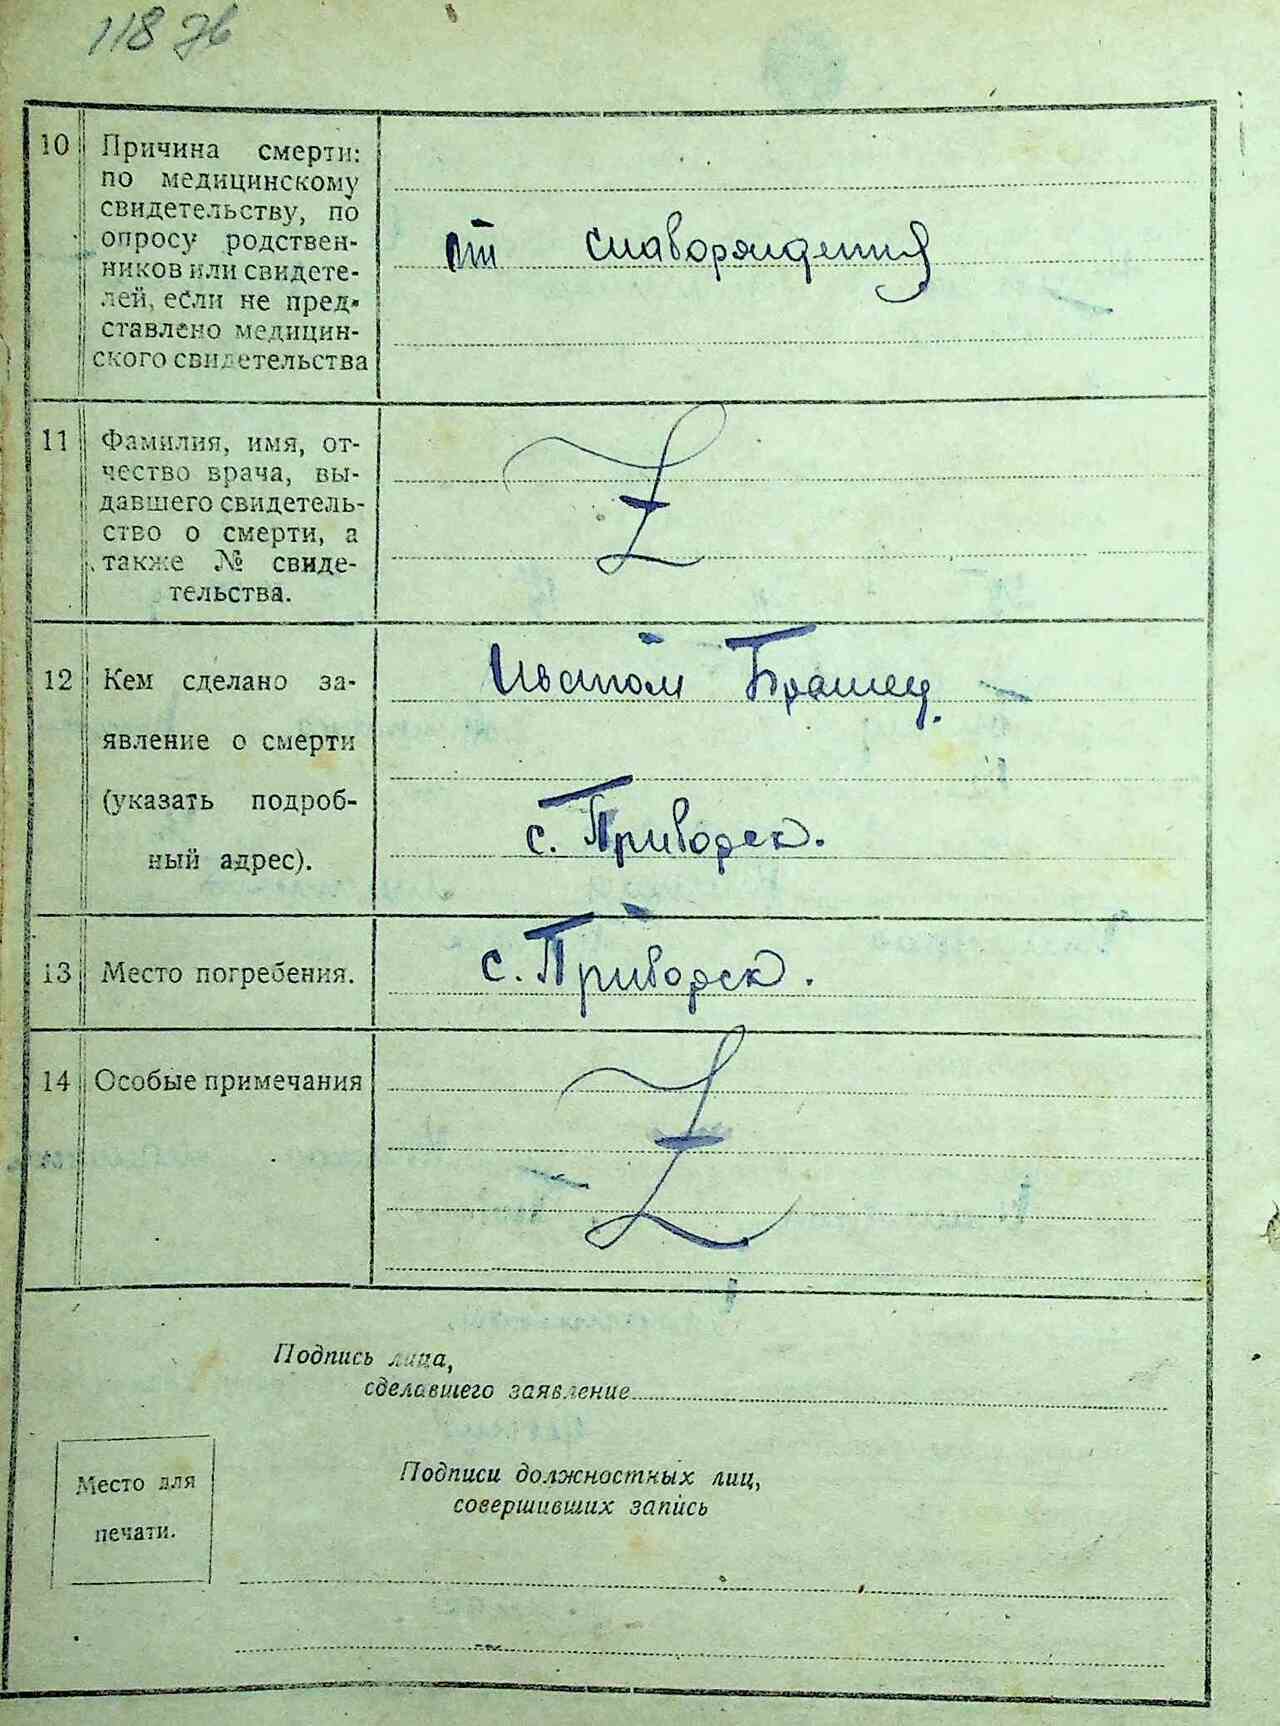 118 зв
10 Причина смерти:
по медицинскому
свидетельству, по
опросу родствен-
ников или свидете-
лей, если не пред-
ставлено медицин-
ского свидетельства
от слаборождения
11 Фамилия, имя, от-
чество врача, вы-
давшего свидетель-
ство о смерти, а
также № свиде-
тельства.
Z
12 Кем сделано за-
явление о смерти
(указать подроб-
ный адрес).
с. Приворск.
13 Место погребения.
с. Приворск.
14 Особые примечания
Z
Подпись лица,
сделавшего заявление
Место для
печати.
Подписи должностных лиц,
совершивших запись